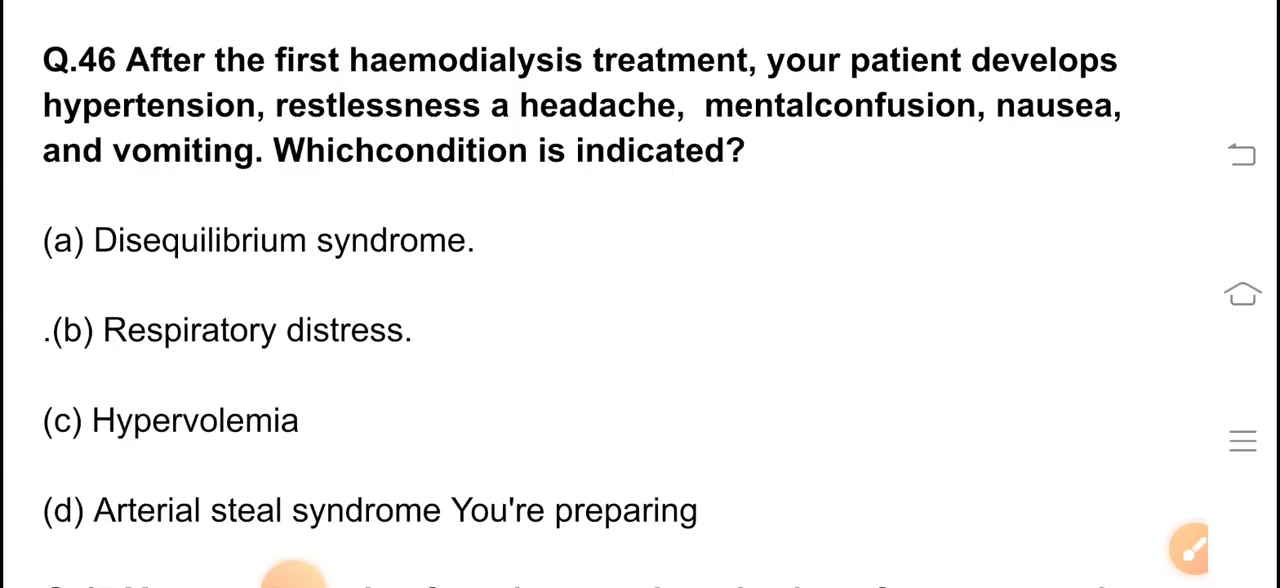 Q.46 After the first haemodialysis treatment, your patient develops
hypertension, restlessness a headache, mentalconfusion, nausea,
and vomiting. Whichcondition is indicated?
(a) Disequilibrium syndrome.
.(b) Respiratory distress.
(c) Hypervolemia
(d) Arterial steal syndrome You're preparing